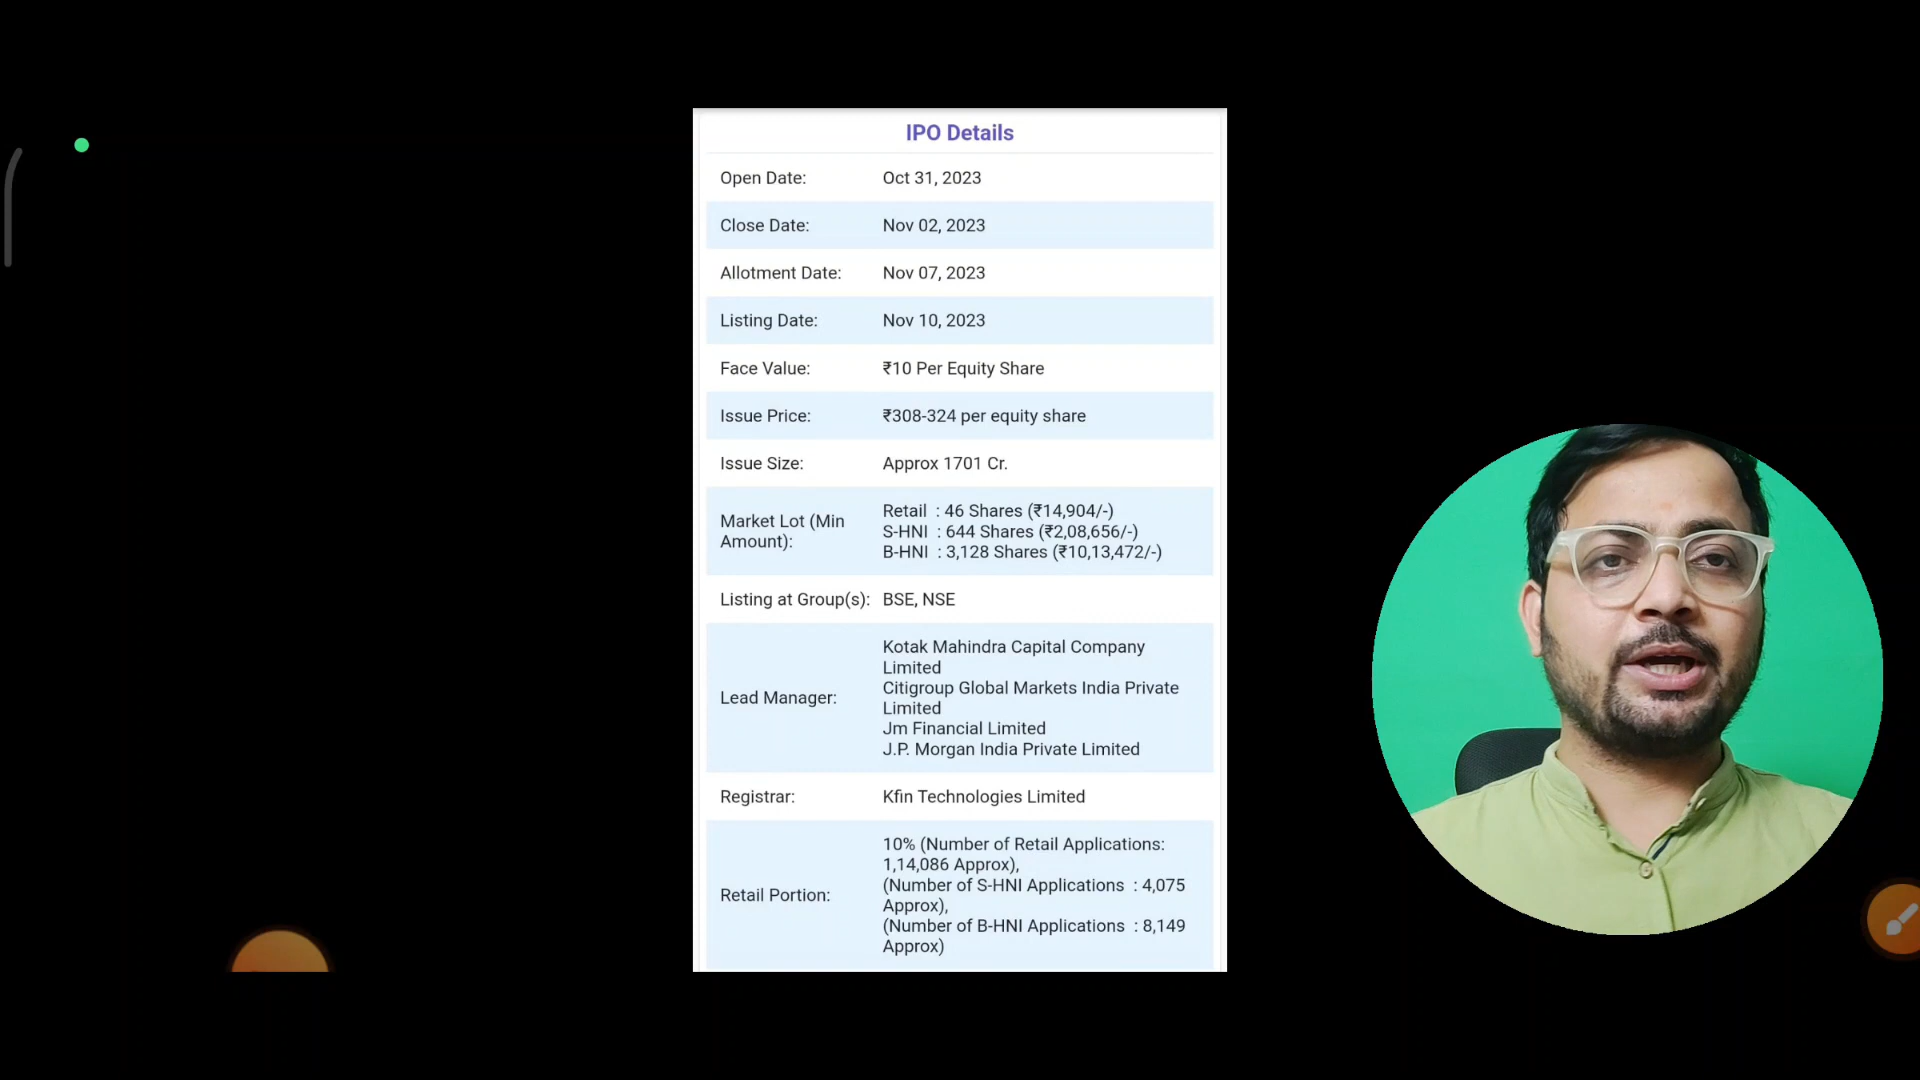 IPO Details
Open Date: Oct 31, 2023
Close Date: Nov 02, 2023
Allotment Date: Nov 07, 2023
Listing Date: Nov 10, 2023
Face Value: ₹10 Per Equity Share
Issue Price: ₹308-324 per equity share
Issue Size: Approx 1701 Cr.
Market Lot (Min
Amount):
Retail : 46 Shares (₹14,904/-)
S-HNI : 644 Shares (₹2,08,656/-)
B-HNI : 3,128 Shares (₹10,13,472/-)
Listing at Group(s): BSE, NSE
Lead Manager:
Kotak Mahindra Capital Company
Limited
Citigroup Global Markets India Private
Limited
Jm Financial Limited
J.P. Morgan India Private Limited
Registrar: Kfin Technologies Limited
Retail Portion:
10% (Number of Retail Applications:
1,14,086 Approx),
(Number of S-HNI Applications : 4,075
Approx),
(Number of B-HNI Applications : 8,149
Approx)